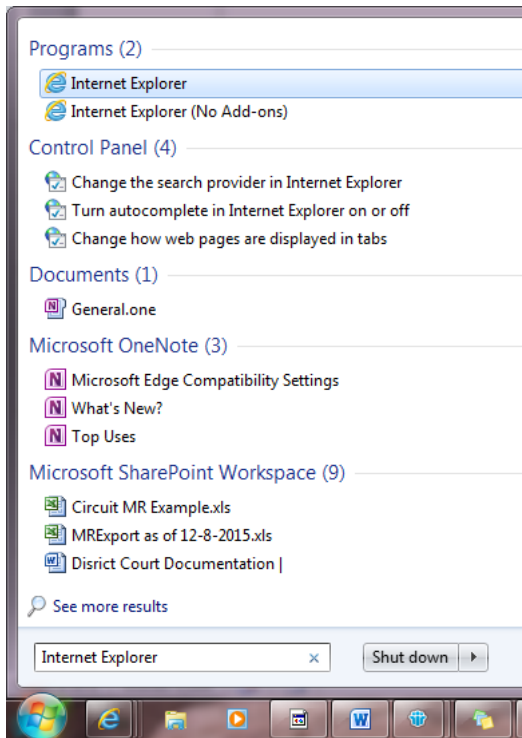 Programs (2)
Internet Explorer
Internet Explorer (No Add-ons)
Control Panel (4)
Change the search provider in Internet Explorer
Turn autocomplete in Internet Explorer on or off
Change how web pages are displayed in tabs
Documents (1)
General.one
Microsoft OneNote (3)
Microsoft Edge Compatibility Settings
What's New?
Top Uses
Microsoft SharePoint Workspace (9)
Circuit MR Example.xls
MRExport as of 12-8-2015.xls
Disrict Court Documentation |
See more results
Internet Explorer × Shut down